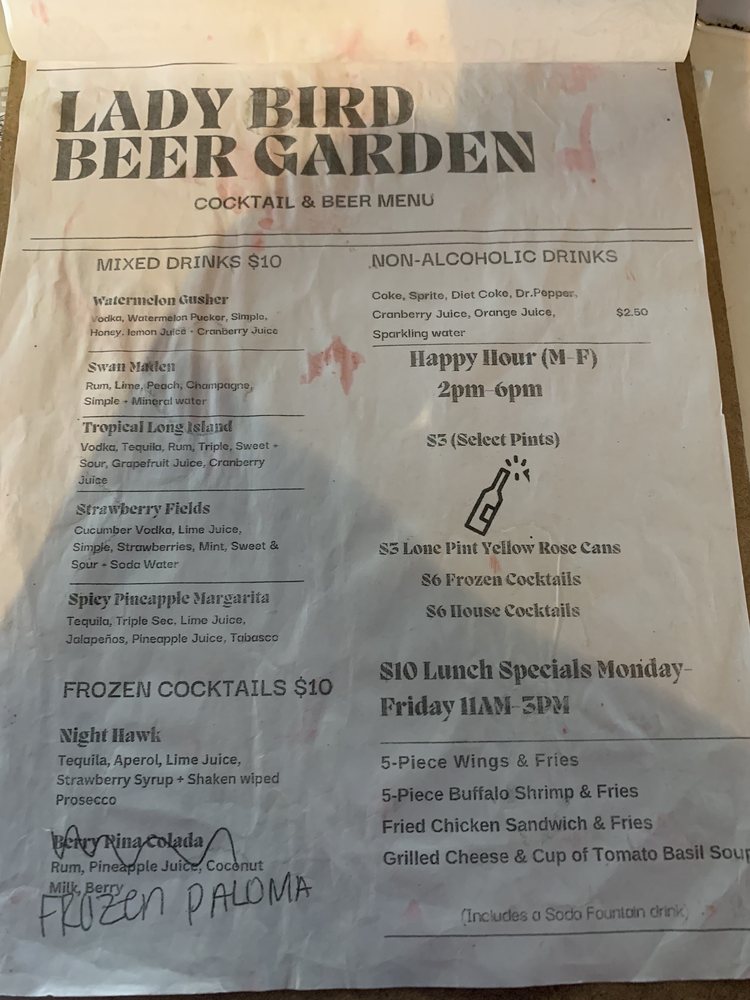 LADY BIRD
BEER GARDEN
COCKTAIL & BEER MENU
MIXED DRINKS $10
Watermelon Gusher
Vodka, Watermelon Pucker, Simple,
Honey, lemon Juice + Cranberry Juice
Swan Maden
Rum, Lime, Peach, Champagne,
Simple + Mineral water
Tropical Long Island
Vodka, Tequila, Rum, Triple, Sweet +
Sour, Grapefruit Juice, Cranberry
Juice
Strawberry Fields
Cucumber Vodka, Lime Juice,
Simple, Strawberries, Mint, Sweet &
Sour + Soda Water
Spicy Pineapple Margarita
Tequila, Triple Sec, Lime Juice,
Jalapeños, Pineapple Juice, Tabasco
FROZEN COCKTAILS $10
Night Hawk
Tequila, Aperol, Lime Juice,
Strawberry Syrup + Shaken wiped
Prosecco
Berry Pina Colada
Rum, Pineapple Juice, Coconut
Milk, Berry
FROZEN PALOMA
NON-ALCOHOLIC DRINKS
Coke, Sprite, Diet Coke, Dr.Pepper,
Cranberry Juice, Orange Juice, $2.50
Sparkling water
Happy Hour (M-F)
2pm-6pm
$3 (Select Pints)
$3 Lone Pint Yellow Rose Cans
$6 Frozen Cocktails
$6 House Cocktails
$10 Lunch Specials Monday-
Friday 11AM-3PM
5-Piece Wings & Fries
5-Piece Buffalo Shrimp & Fries
Fried Chicken Sandwich & Fries
Grilled Cheese & Cup of Tomato Basil Soup
(Includes a Soda Fountain drink)